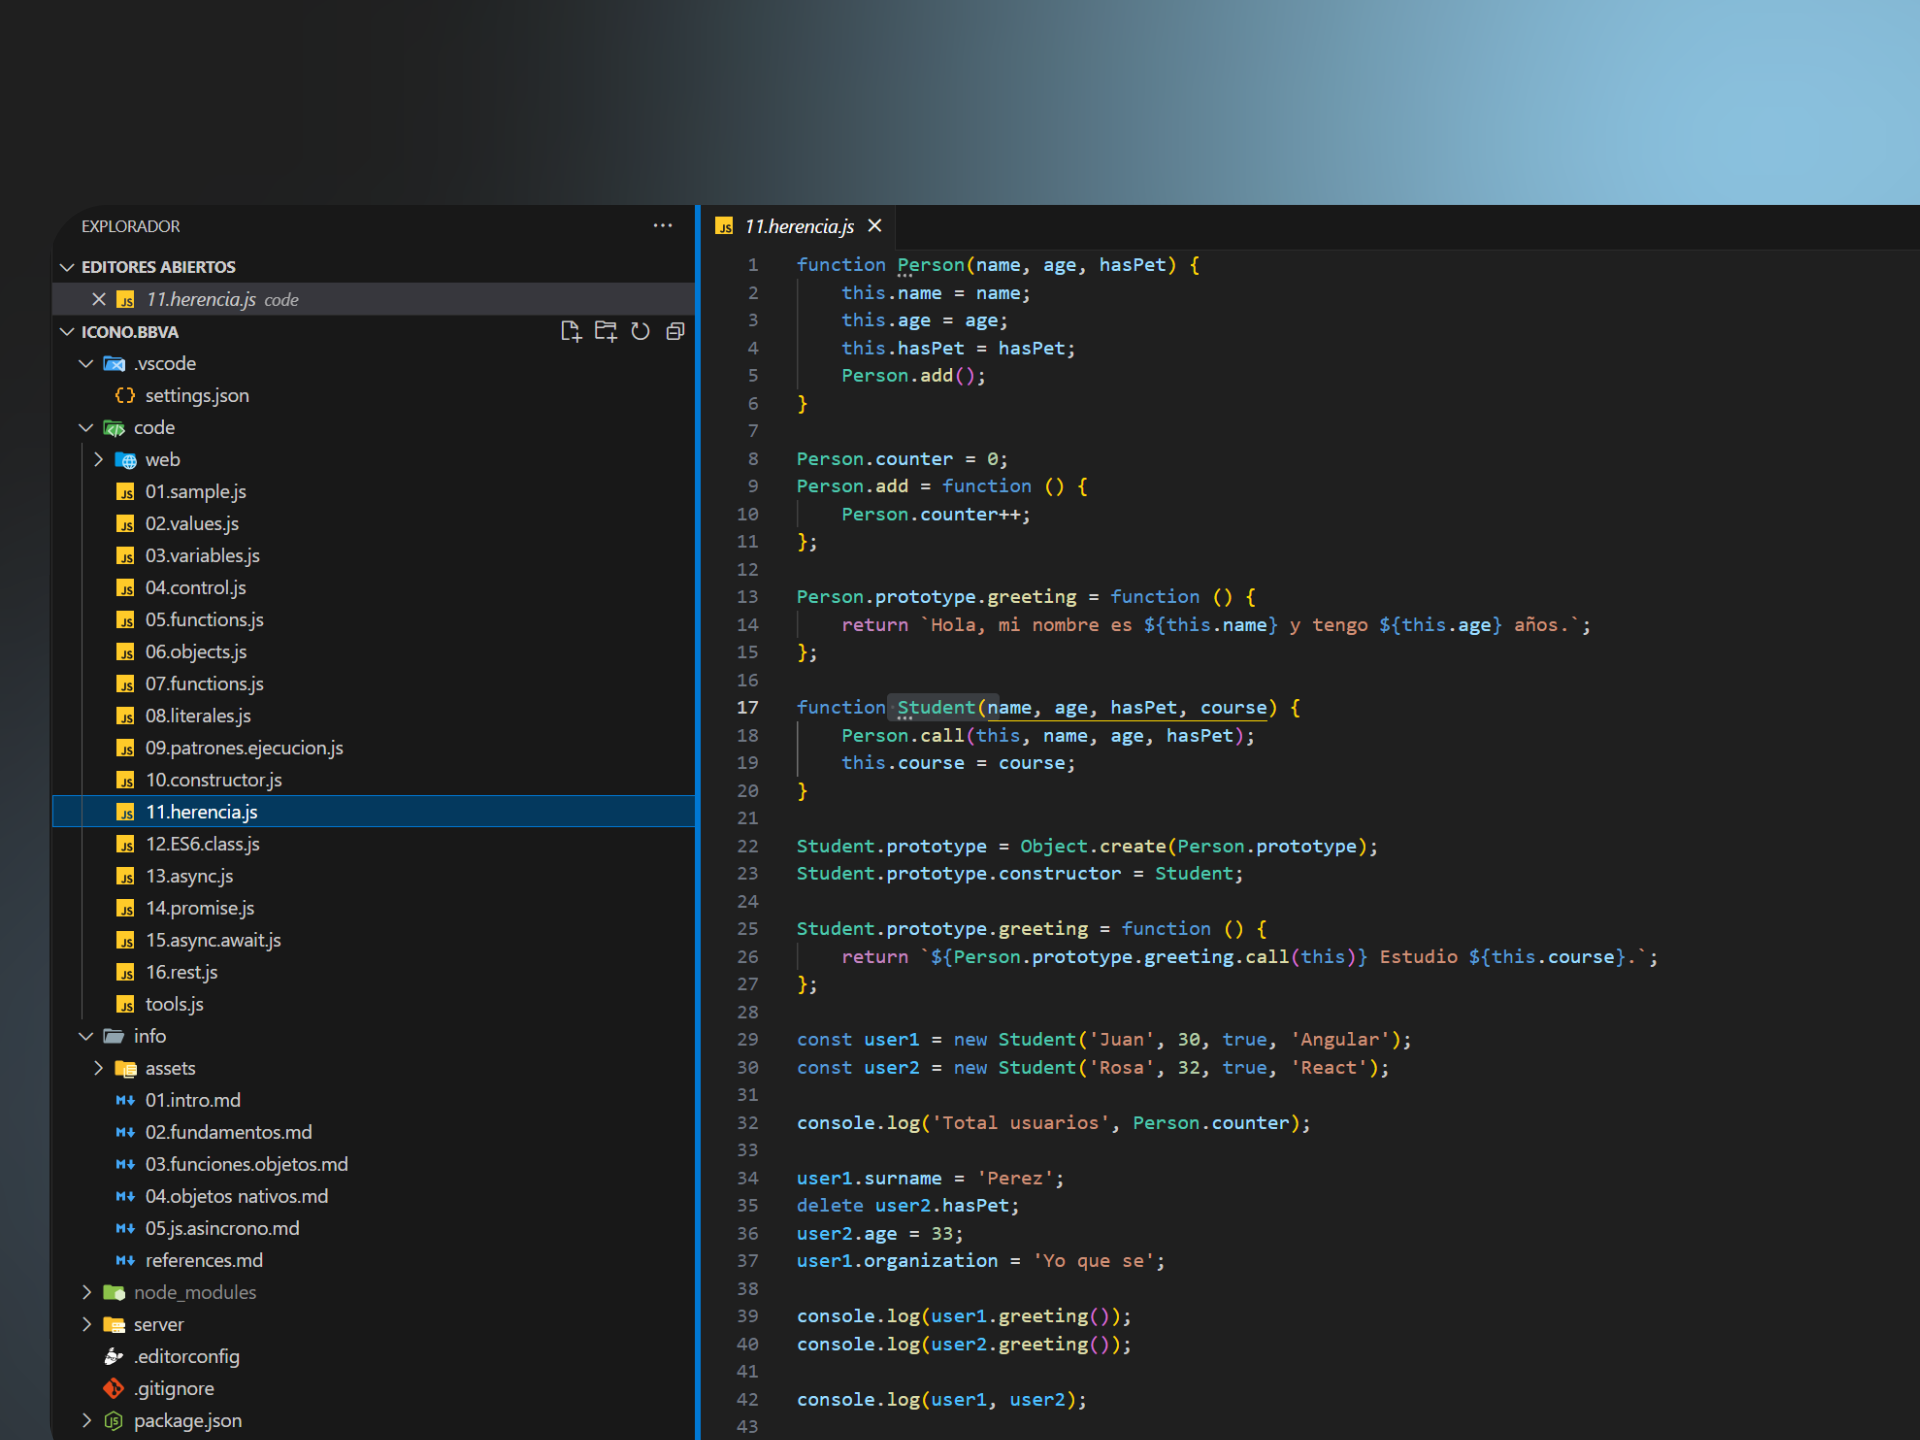 EXPLORADOR
EDITORES ABIERTOS
11.herencia.js code
ICONO.BBVA
.vscode
settings.json
code
web
01.sample.js
02.values.js
03.variables.js
04.control.js
05.functions.js
06.objects.js
07.functions.js
08.literales.js
09.patrones.ejecucion.js
10.constructor.js
11.herencia.js
12.ES6.class.js
13.async.js
14.promise.js
15.async.await.js
16.rest.js
tools.js
info
assets
01.intro.md
02.fundamentos.md
03.funciones.objetos.md
04.objetos nativos.md
05.js.asincrono.md
references.md
node_modules
server
.editorconfig
.gitignore
package.json
11.herencia.js
1 function Person(name, age, hasPet) {
2 this.name = name;
3 this.age = age;
4 this.hasPet = hasPet;
5 Person.add();
6 }
7
8 Person.counter = 0;
9 Person.add = function () {
10 Person.counter++;
11 };
12
13 Person.prototype.greeting = function () {
14 return `Hola, mi nombre es ${this.name} y tengo ${this.age} años.`;
15 };
16
17 function Student(name, age, hasPet, course) {
18 Person.call(this, name, age, hasPet);
19 this.course = course;
20 }
21
22 Student.prototype = Object.create(Person.prototype);
23 Student.prototype.constructor = Student;
24
25 Student.prototype.greeting = function () {
26 return `${Person.prototype.greeting.call(this)} Estudio ${this.course}.`;
27 };
28
29 const user1 = new Student('Juan', 30, true, 'Angular');
30 const user2 = new Student('Rosa', 32, true, 'React');
31
32 console.log('Total usuarios', Person.counter);
33
34 user1.surname = 'Perez';
35 delete user2.hasPet;
36 user2.age = 33;
37 user1.organization = 'Yo que se';
38
39 console.log(user1.greeting());
40 console.log(user2.greeting());
41
42 console.log(user1, user2);
43